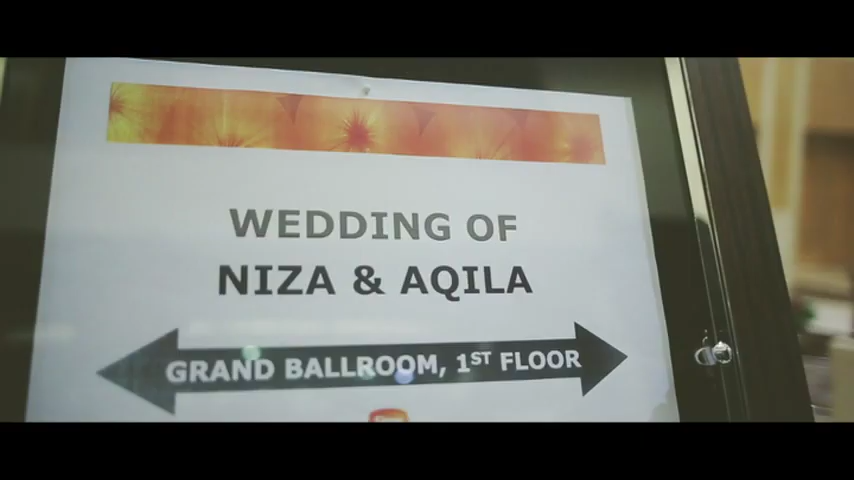 WEDDING OF
NIZA & AQILA
GRAND BALLROOM, 1ST FLOOR